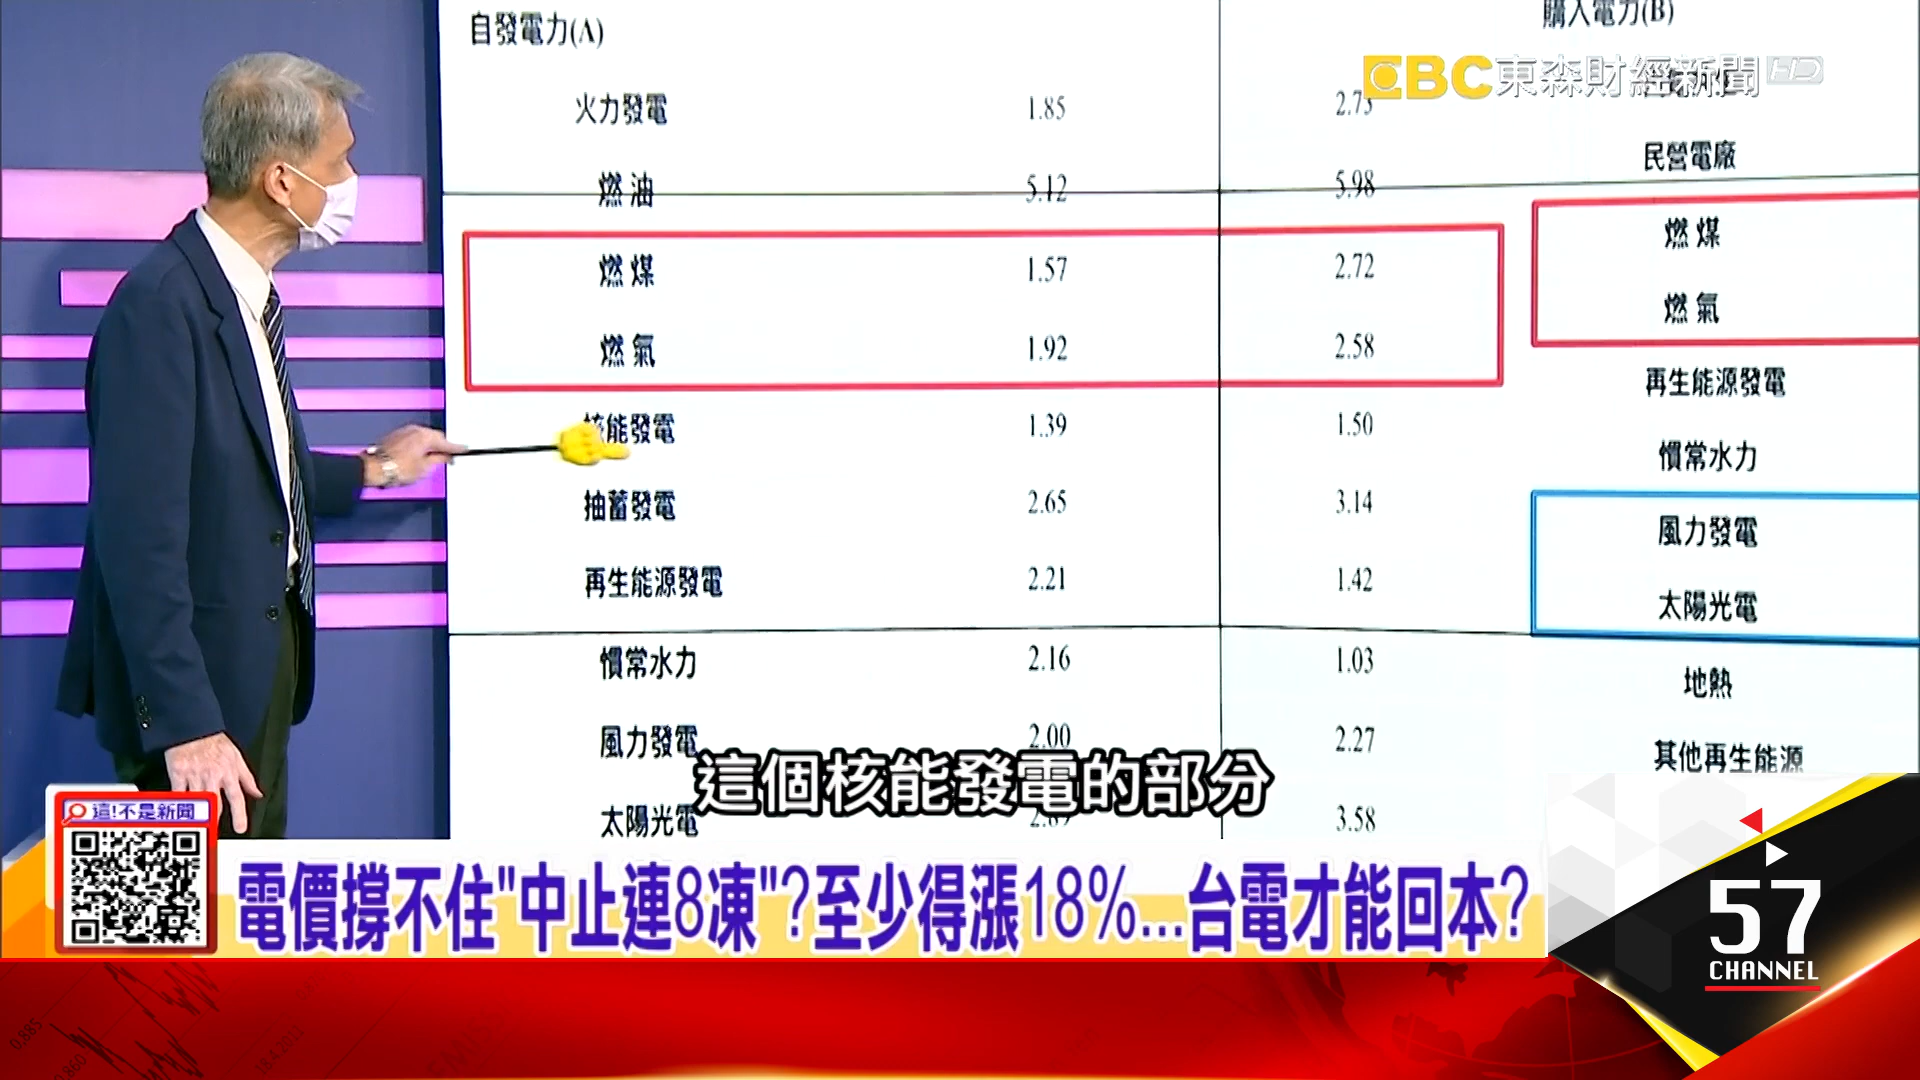 自發電力(A)
購入電力(B)
EBC東森財經新聞 HD
火力發電 1.85 2.73
民營電廠
燃油 5.12 5.98
燃煤 1.57 2.72
燃煤
燃氣 1.92 2.58
燃氣
核能發電 1.39 1.50
再生能源發電
慣常水力
抽蓄發電 2.65 3.14
風力發電
再生能源發電 2.21 1.42
太陽光電
慣常水力 2.16 1.03
地熱
風力發電 2.00 2.27
其他再生能源
太陽光電 3.58
這個核能發電的部分
這!不是新聞
電價撐不住"中止連8凍"?至少得漲18%...台電才能回本?
57
CHANNEL